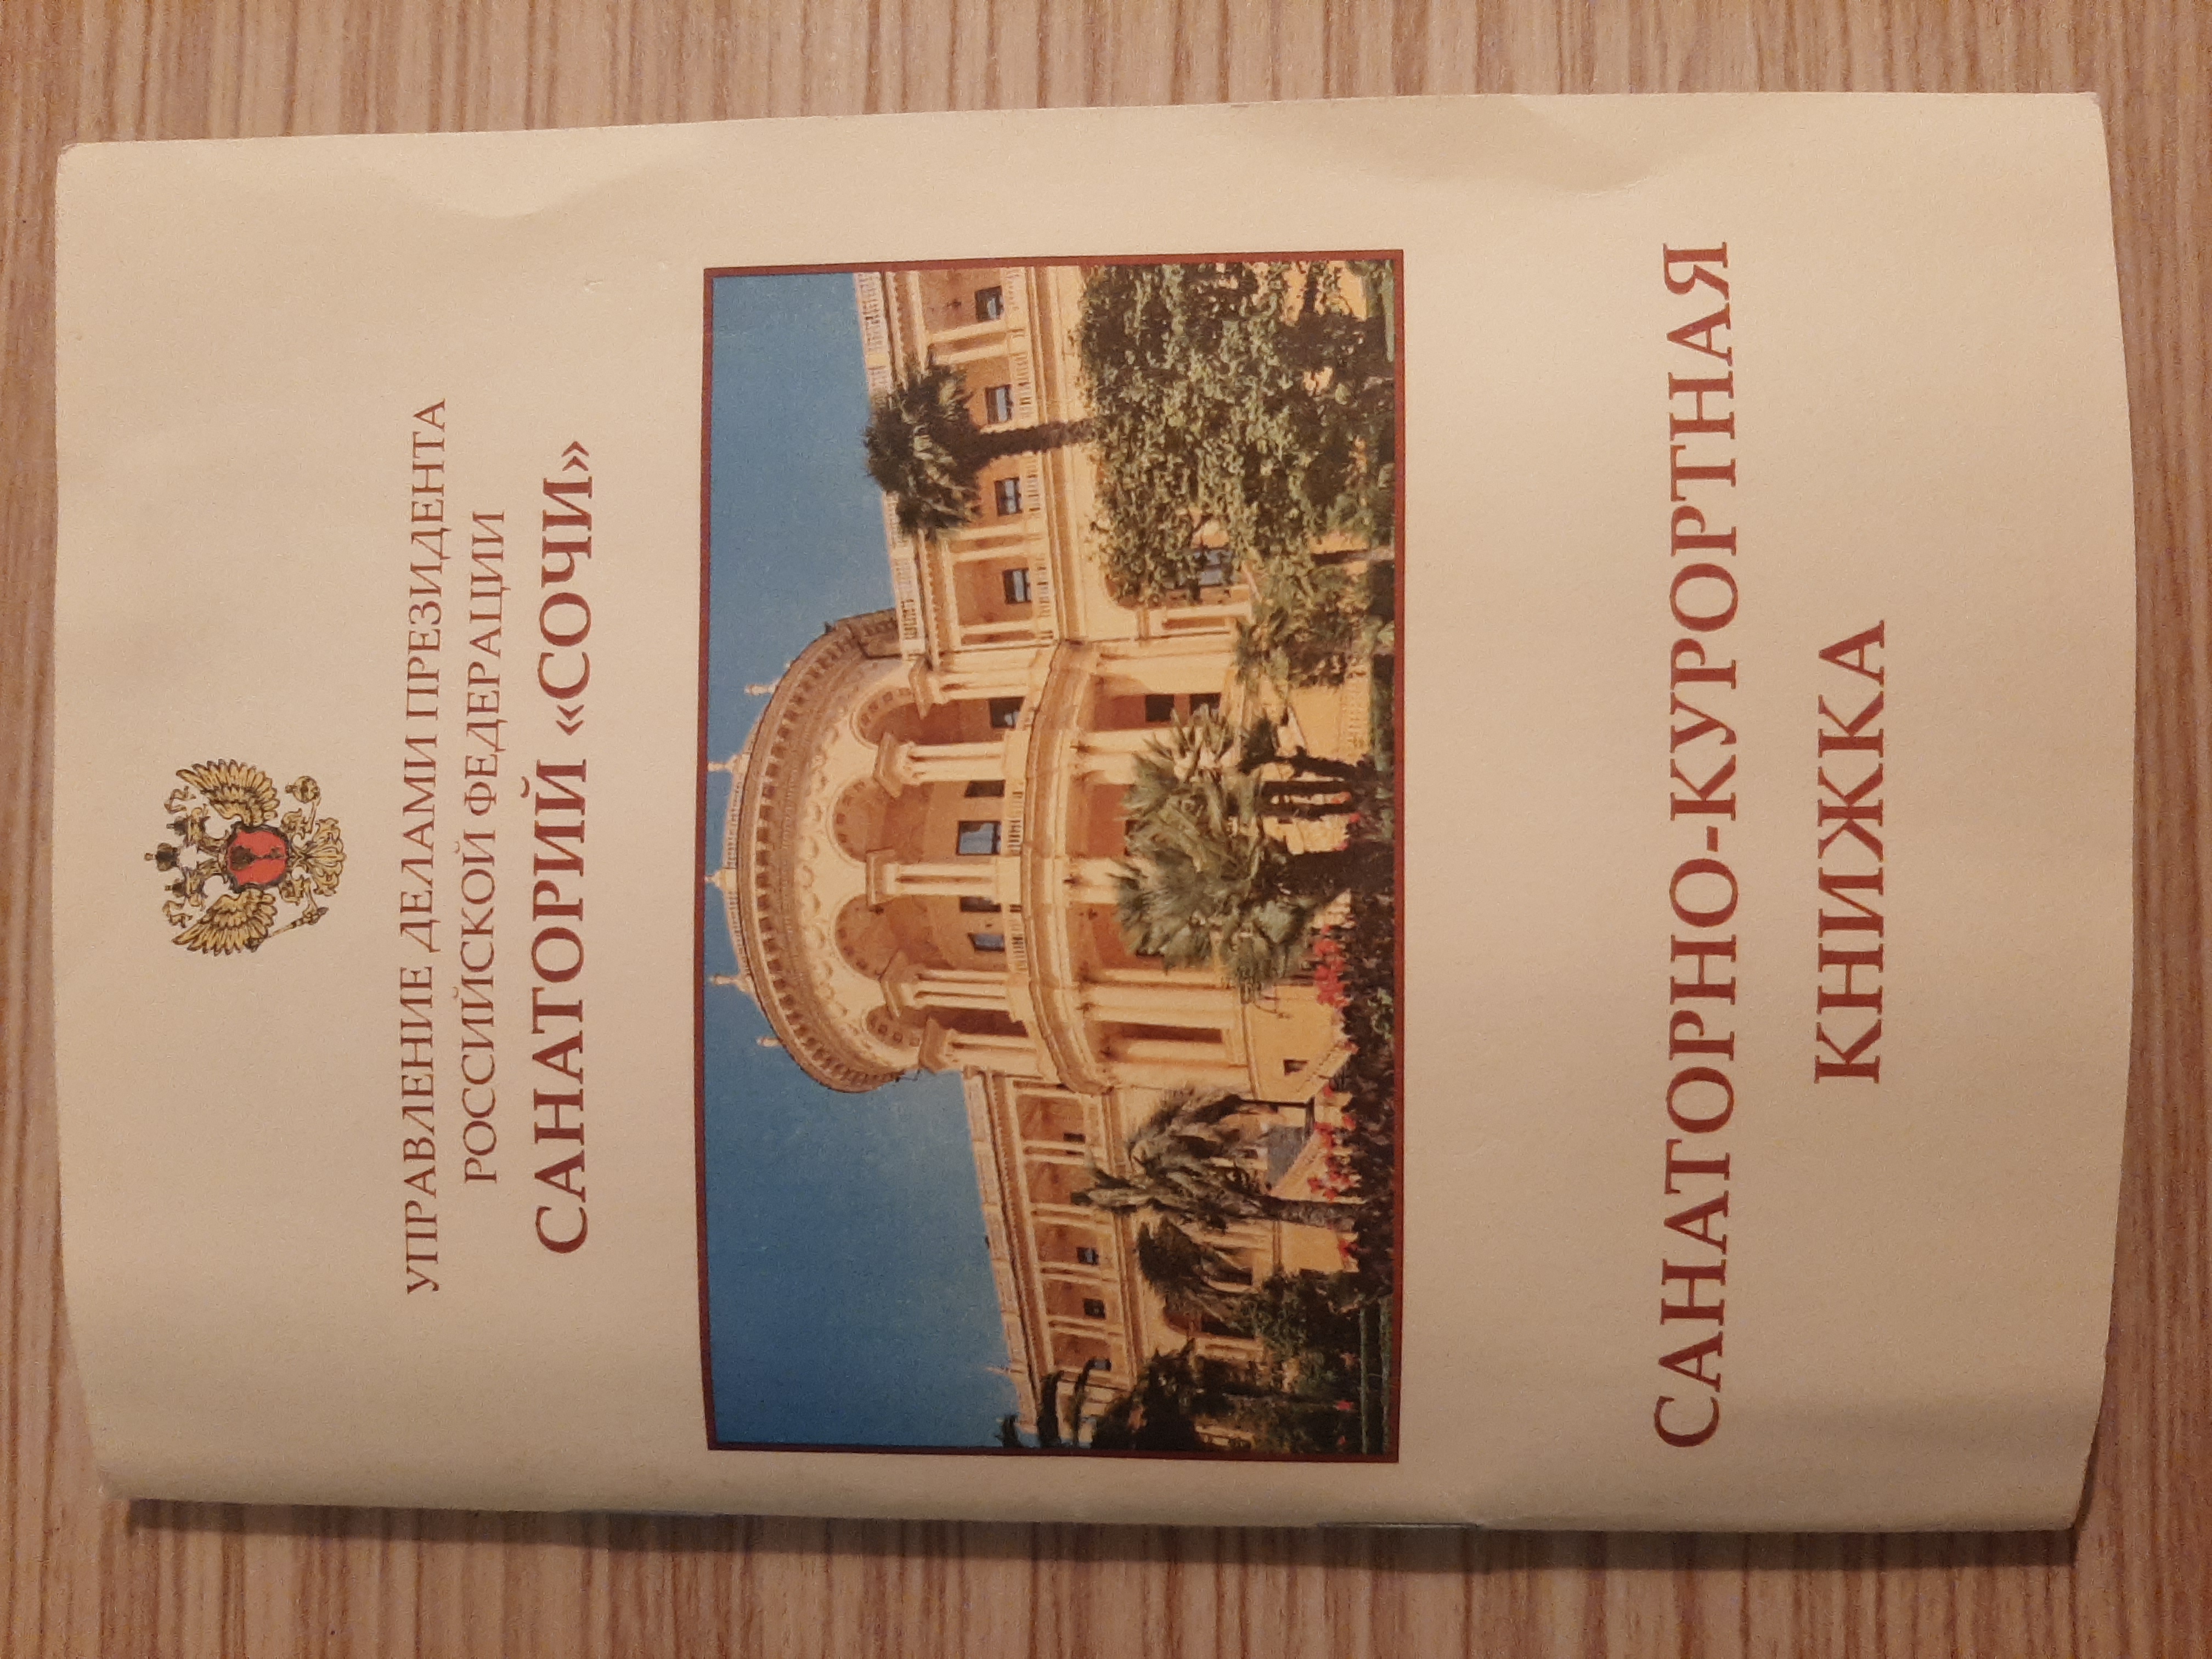 УПРАВЛЕНИЕ ДЕЛАМИ ПРЕЗИДЕНТА
РОССИЙСКОЙ ФЕДЕРАЦИИ
САНАТОРИЙ «СОЧИ»
САНАТОРНО-КУРОРТНАЯ
КНИЖКА